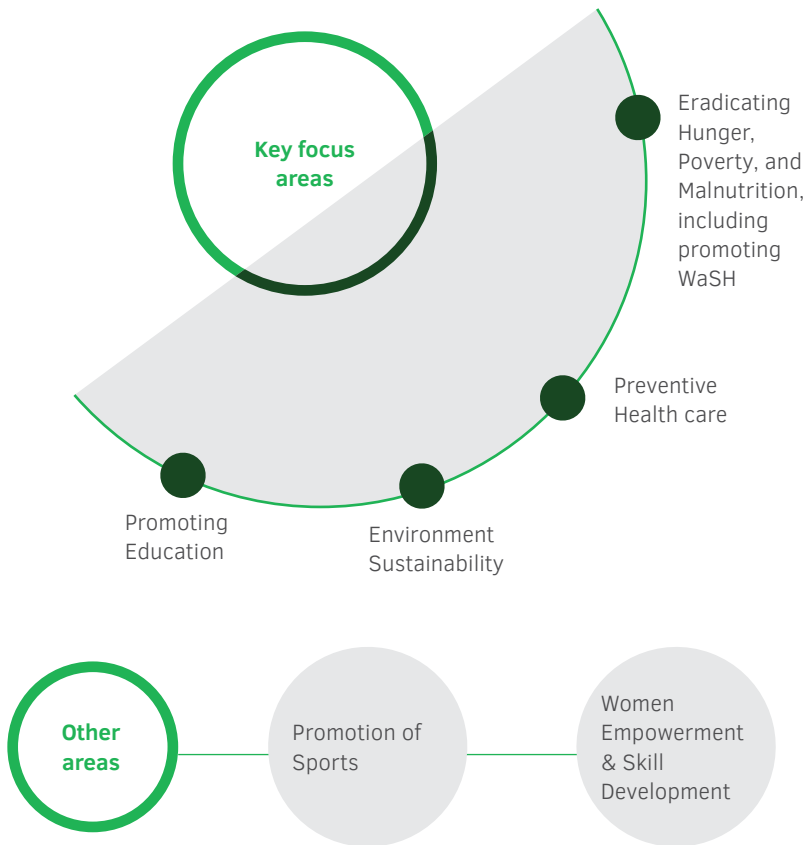 Key focus
areas
Eradicating
Hunger,
Poverty, and
Malnutrition,
including
promoting
WaSH
Preventive
Health care
Environment
Sustainability
Promoting
Education
Other
areas
Promotion of
Sports
Women
Empowerment
& Skill
Development